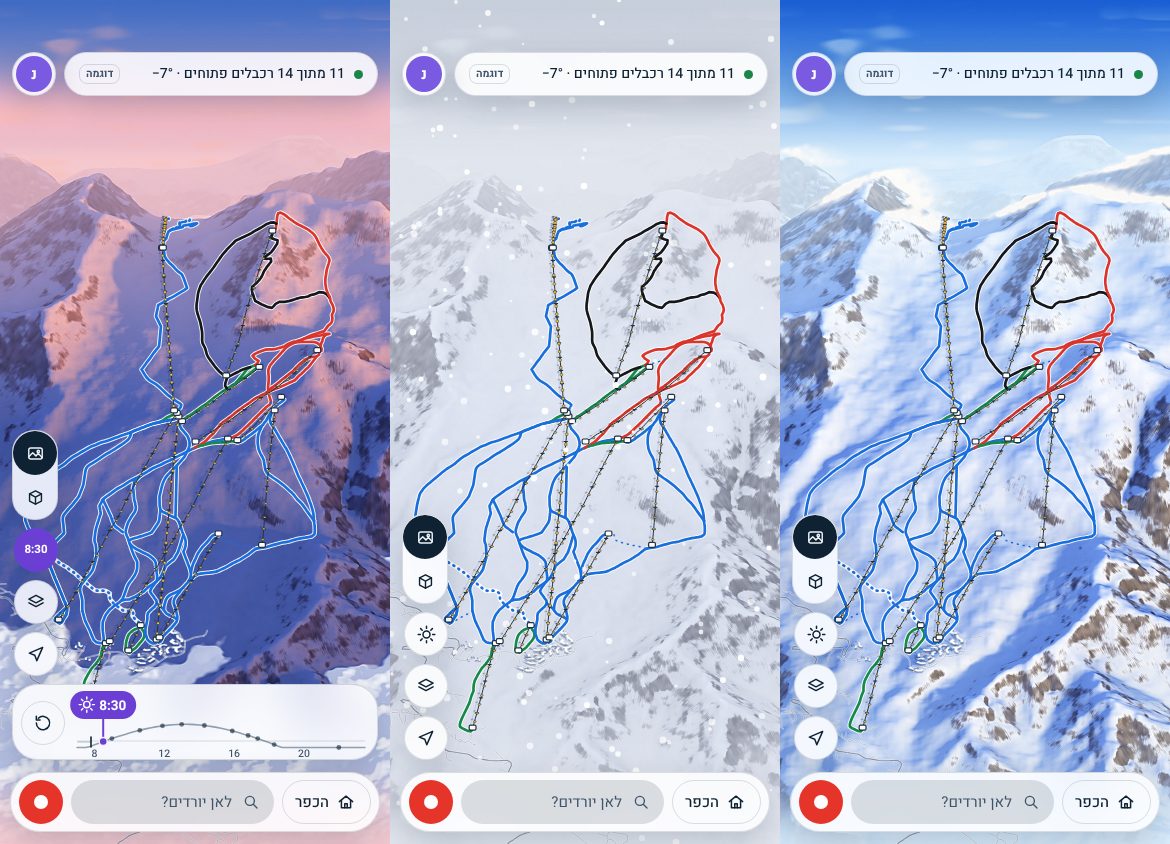 נ
11 מתוך 14 רכבלים פתוחים · 7°−
דוגמה
8:30
8:30
8 12 16 20
לאן יורדים?
הכפר
נ
11 מתוך 14 רכבלים פתוחים · 7°−
דוגמה
לאן יורדים?
הכפר
נ
11 מתוך 14 רכבלים פתוחים · 7°−
דוגמה
לאן יורדים?
הכפר